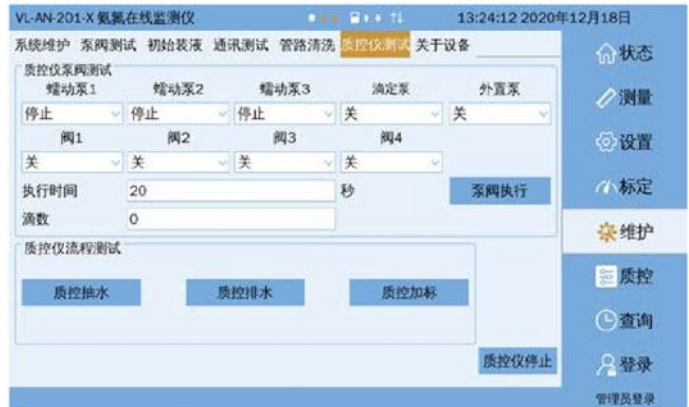 VL-AN-201-X 氨氮在线监测仪 13:24:12 2020年12月18日
系统维护 泵阀测试 初始装液 通讯测试 管路清洗 质控仪测试 关于设备
质控仪泵阀测试
蠕动泵1 蠕动泵2 蠕动泵3 滴定泵 外置泵
停止 停止 停止 关 关
阀1 阀2 阀3 阀4
关 关 关 关
执行时间 20 秒 泵阀执行
滴数 0
质控仪流程测试
质控抽水 质控排水 质控加标
质控仪停止
状态
测量
设置
标定
维护
质控
查询
登录
管理员登录